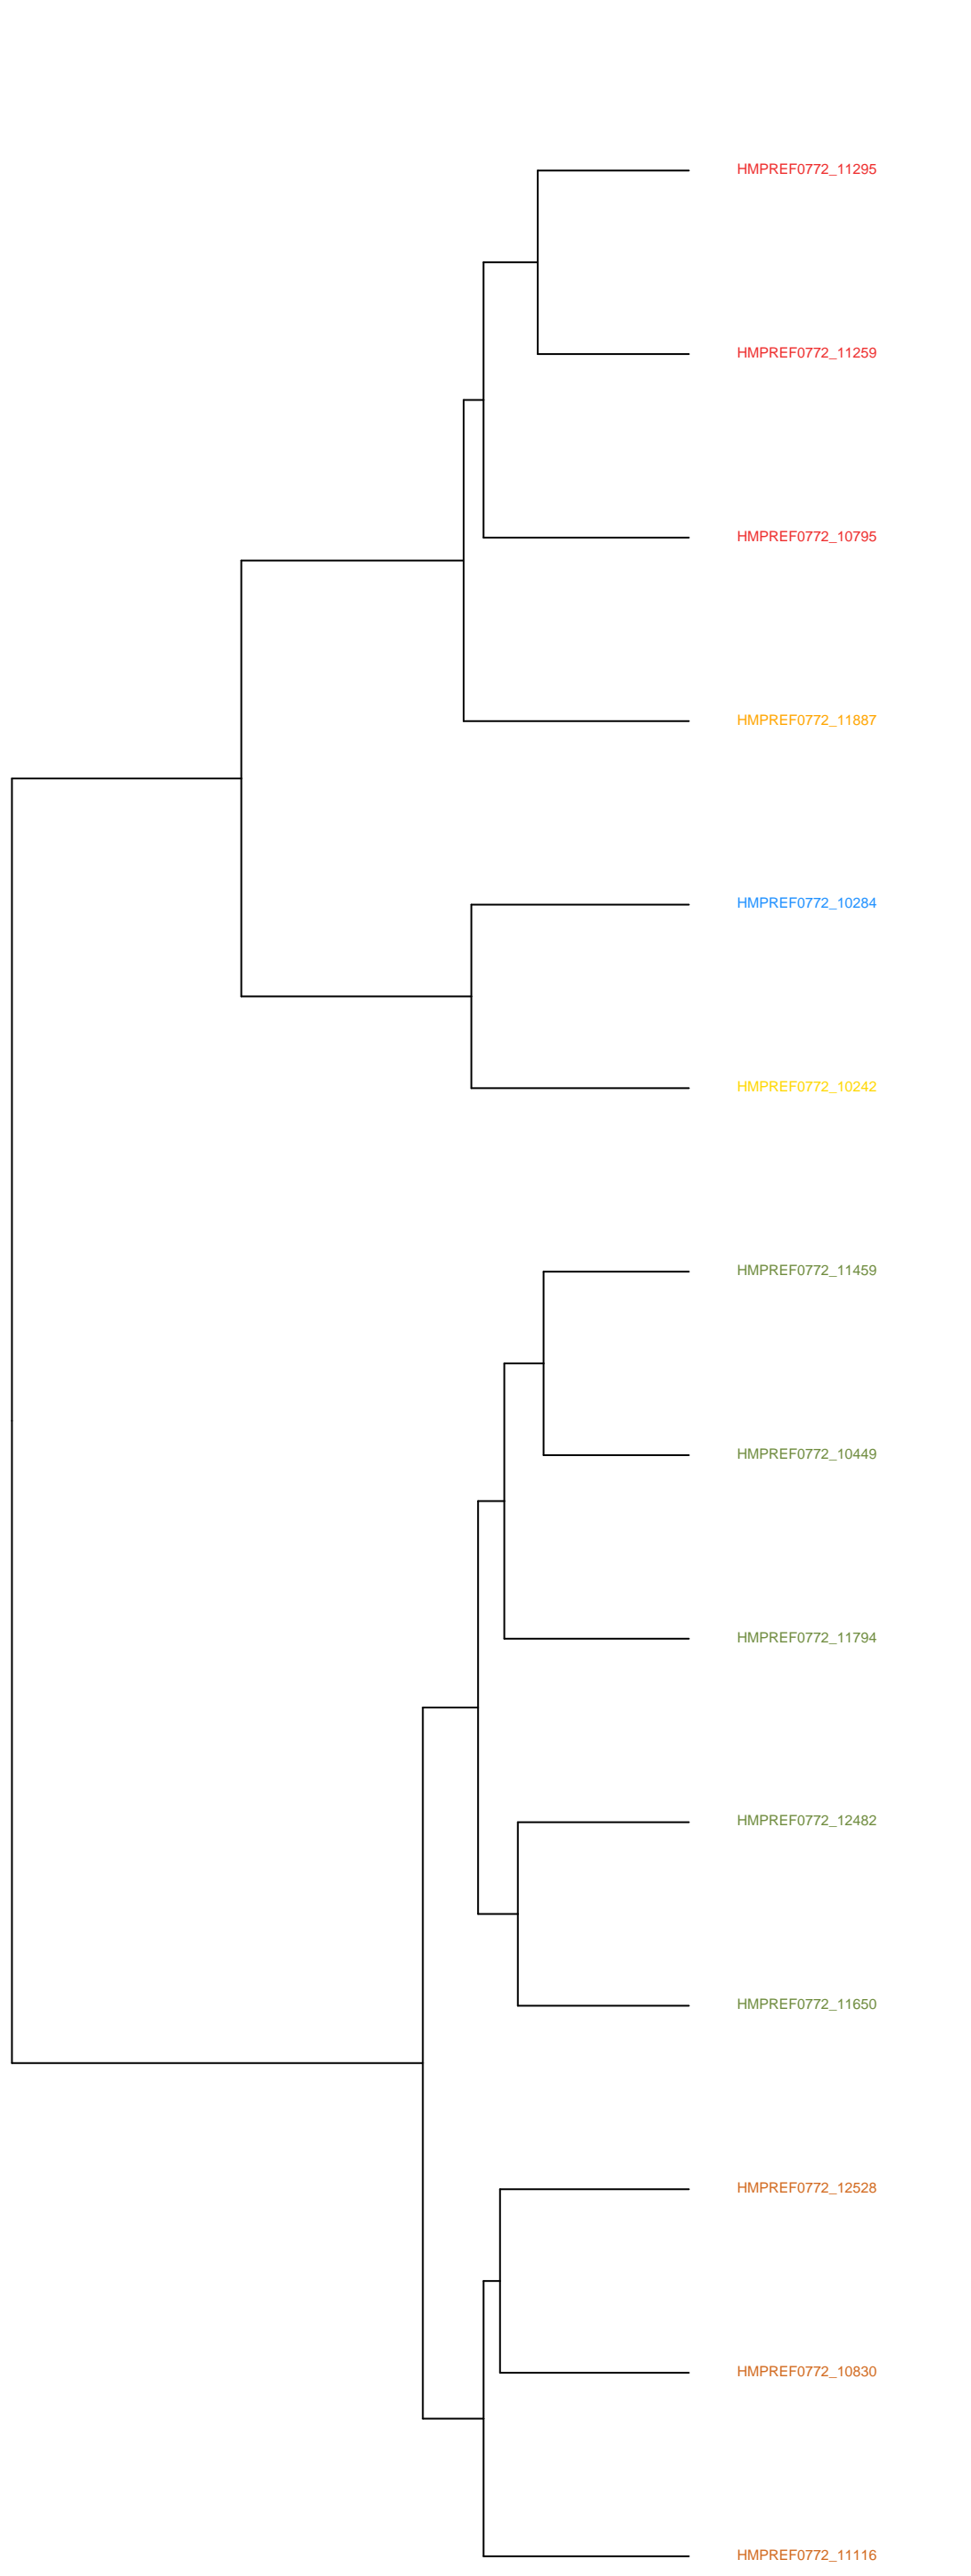 HMPREF0772_11295
HMPREF0772_11259
HMPREF0772_10795
HMPREF0772_11887
HMPREF0772_10284
HMPREF0772_10242
HMPREF0772_11459
HMPREF0772_10449
HMPREF0772_11794
HMPREF0772_12482
HMPREF0772_11650
HMPREF0772_12528
HMPREF0772_10830
HMPREF0772_11116